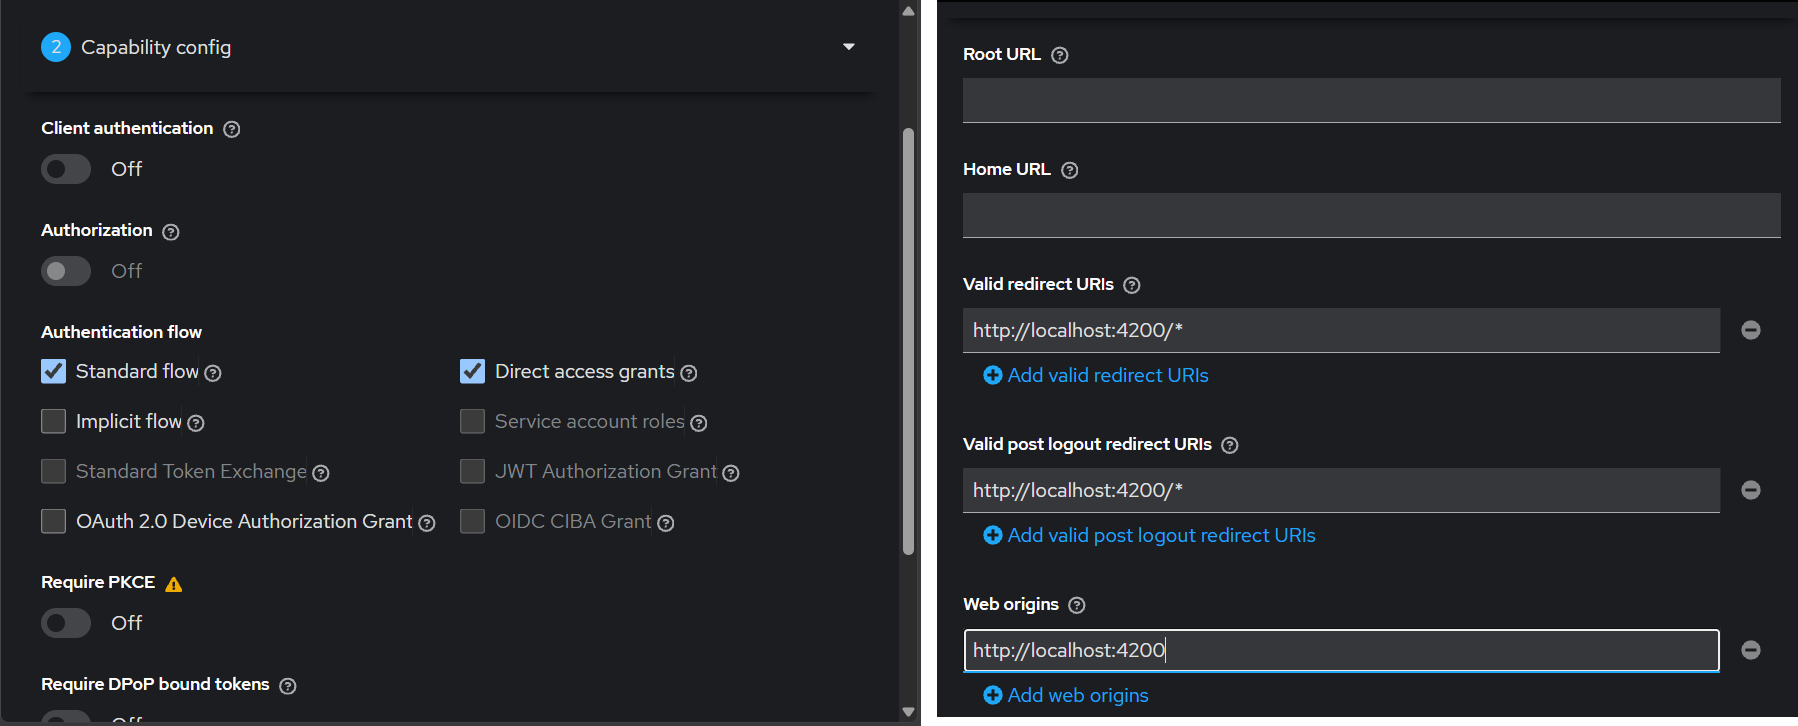 2 Capability config
Client authentication
Off
Authorization
Off
Authentication flow
Standard flow
Direct access grants
Implicit flow
Service account roles
Standard Token Exchange
JWT Authorization Grant
OAuth 2.0 Device Authorization Grant
OIDC CIBA Grant
Require PKCE
Off
Require DPoP bound tokens
Off
Root URL
Home URL
Valid redirect URIs
http://localhost:4200/*
Add valid redirect URIs
Valid post logout redirect URIs
http://localhost:4200/*
Add valid post logout redirect URIs
Web origins
http://localhost:4200
Add web origins